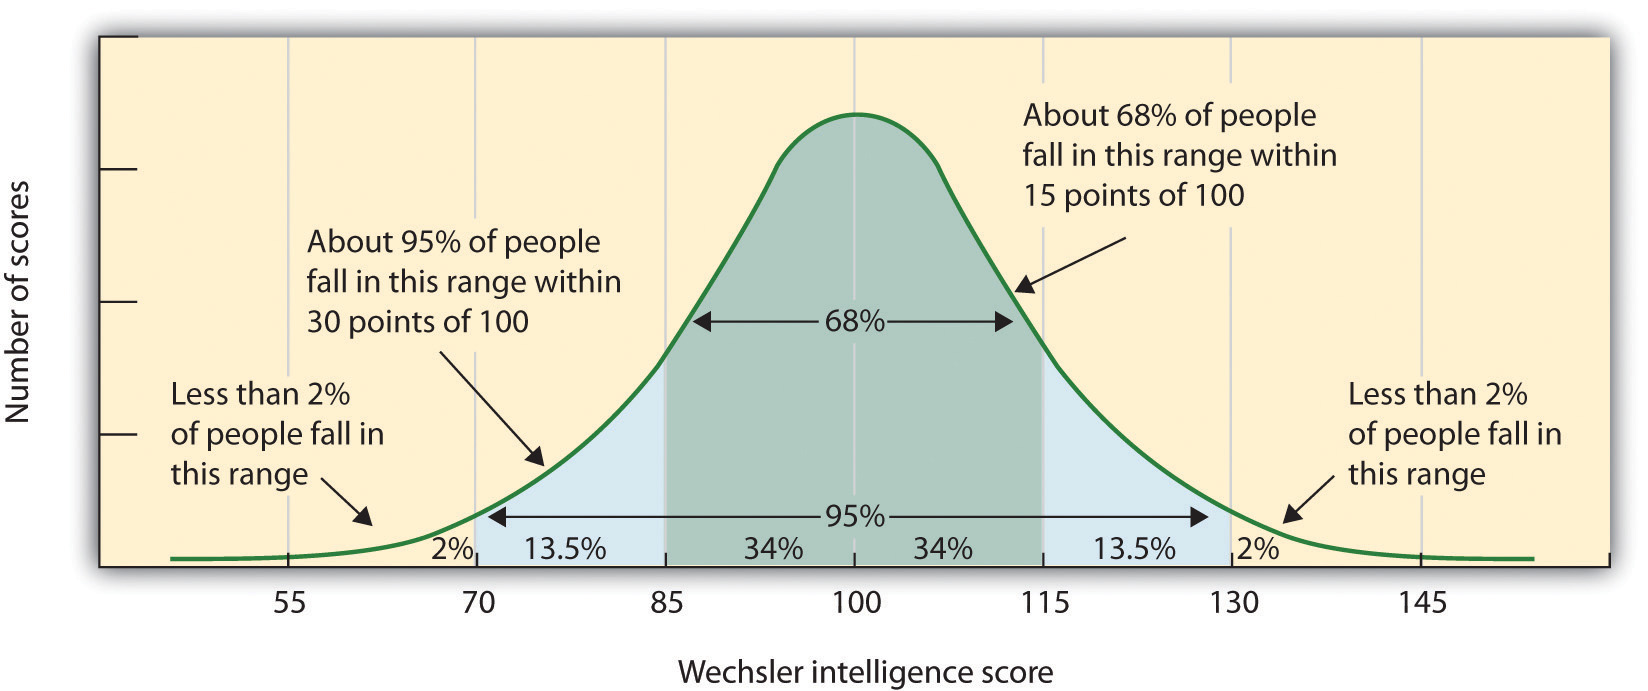 About 68% of people
fall in this range within
15 points of 100
About 95% of people
fall in this range within
30 points of 100
68%
Less than 2%
of people fall in
this range
Less than 2%
of people fall in
this range
95%
2% 13.5% 34% 34% 13.5% 2%
55 70 85 100 115 130 145
Number of scores
Wechsler intelligence score